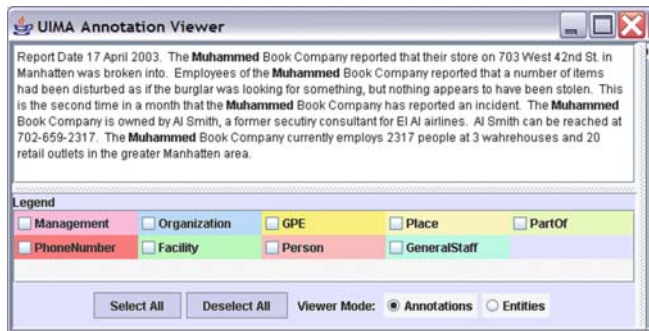 UIMA Annotation Viewer
Report Date 17 April 2003. The Muhammed Book Company reported that their store on 703 West 42nd St. in
Manhatten was broken into. Employees of the Muhammed Book Company reported that a number of items
had been disturbed as if the burglar was looking for something, but nothing appears to have been stolen. This
is the second time in a month that the Muhammed Book Company has reported an incident. The Muhammed
Book Company is owned by Al Smith, a former secutiry consultant for El Al airlines. Al Smith can be reached at
702-659-2317. The Muhammed Book Company currently employs 2317 people at 3 wahrehouses and 20
retail outlets in the greater Manhatten area.
Legend
Management Organization GPE Place PartOf
PhoneNumber Facility Person GeneralStaff
Select All Deselect All Viewer Mode: Annotations Entities